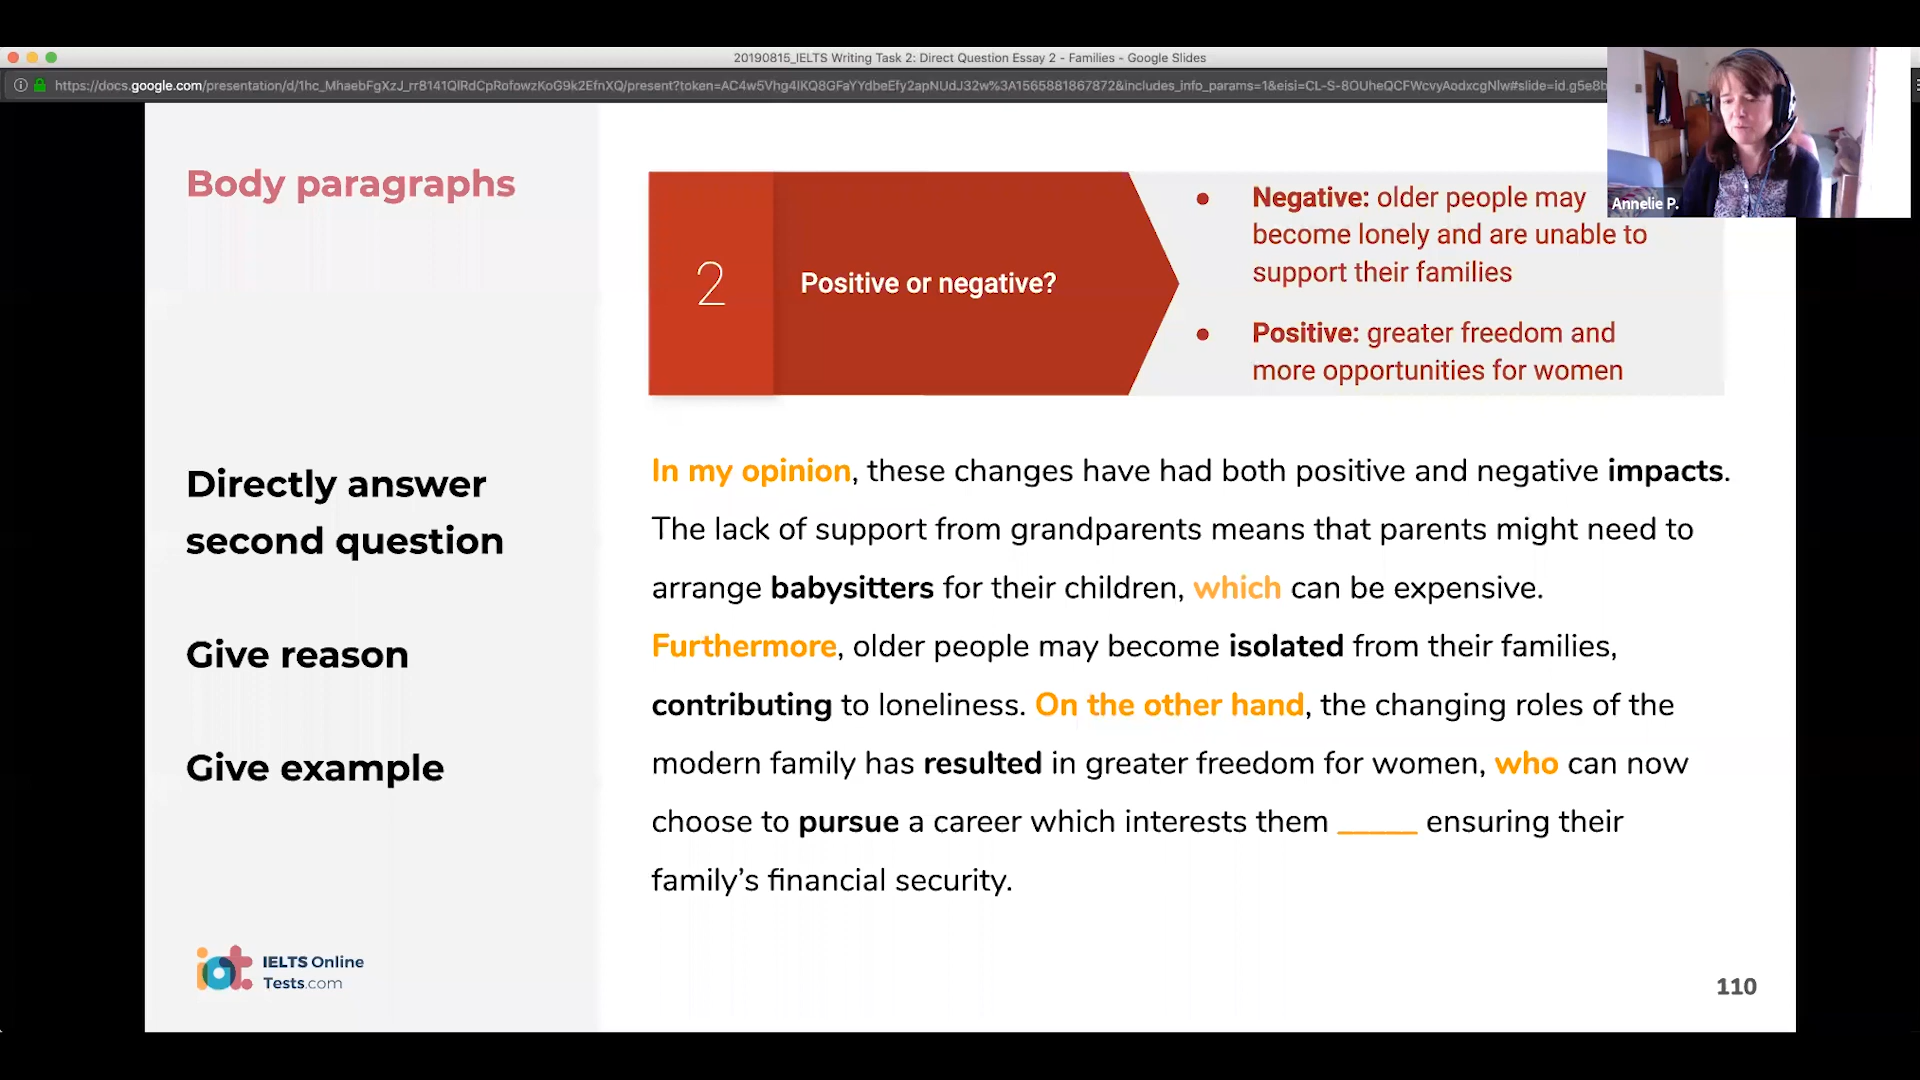 20190815_IELTS Writing Task 2: Direct Question Essay 2 - Families - Google Slides
Annelie P.
Body paragraphs
2
Positive or negative?
● Negative: older people may
become lonely and are unable to
support their families
● Positive: greater freedom and
more opportunities for women
Directly answer
second question
Give reason
Give example
In my opinion, these changes have had both positive and negative impacts.
The lack of support from grandparents means that parents might need to
arrange babysitters for their children, which can be expensive.
Furthermore, older people may become isolated from their families,
contributing to loneliness. On the other hand, the changing roles of the
modern family has resulted in greater freedom for women, who can now
choose to pursue a career which interests them _____ ensuring their
family’s financial security.
iot
IELTS Online
Tests.com
110